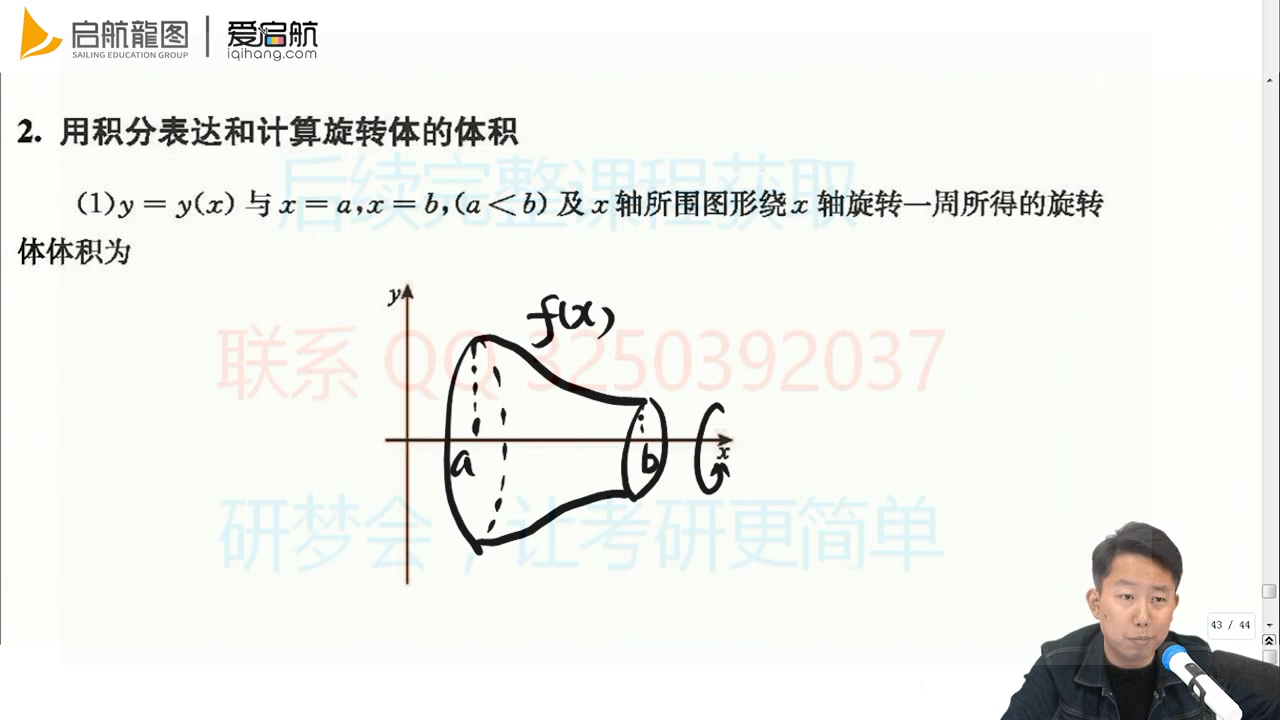 启航龍图 | 爱启航
SAILING EDUCATION GROUP iqihang.com
2. 用积分表达和计算旋转体的体积
后续完整课程获取
(1)y = y(x) 与 x = a,x = b,(a < b) 及 x 轴所围图形绕 x 轴旋转一周所得的旋转
体体积为
y
f(x)
联系 QQ 3250392037
a
b
x
研梦会，让考研更简单
43 / 44